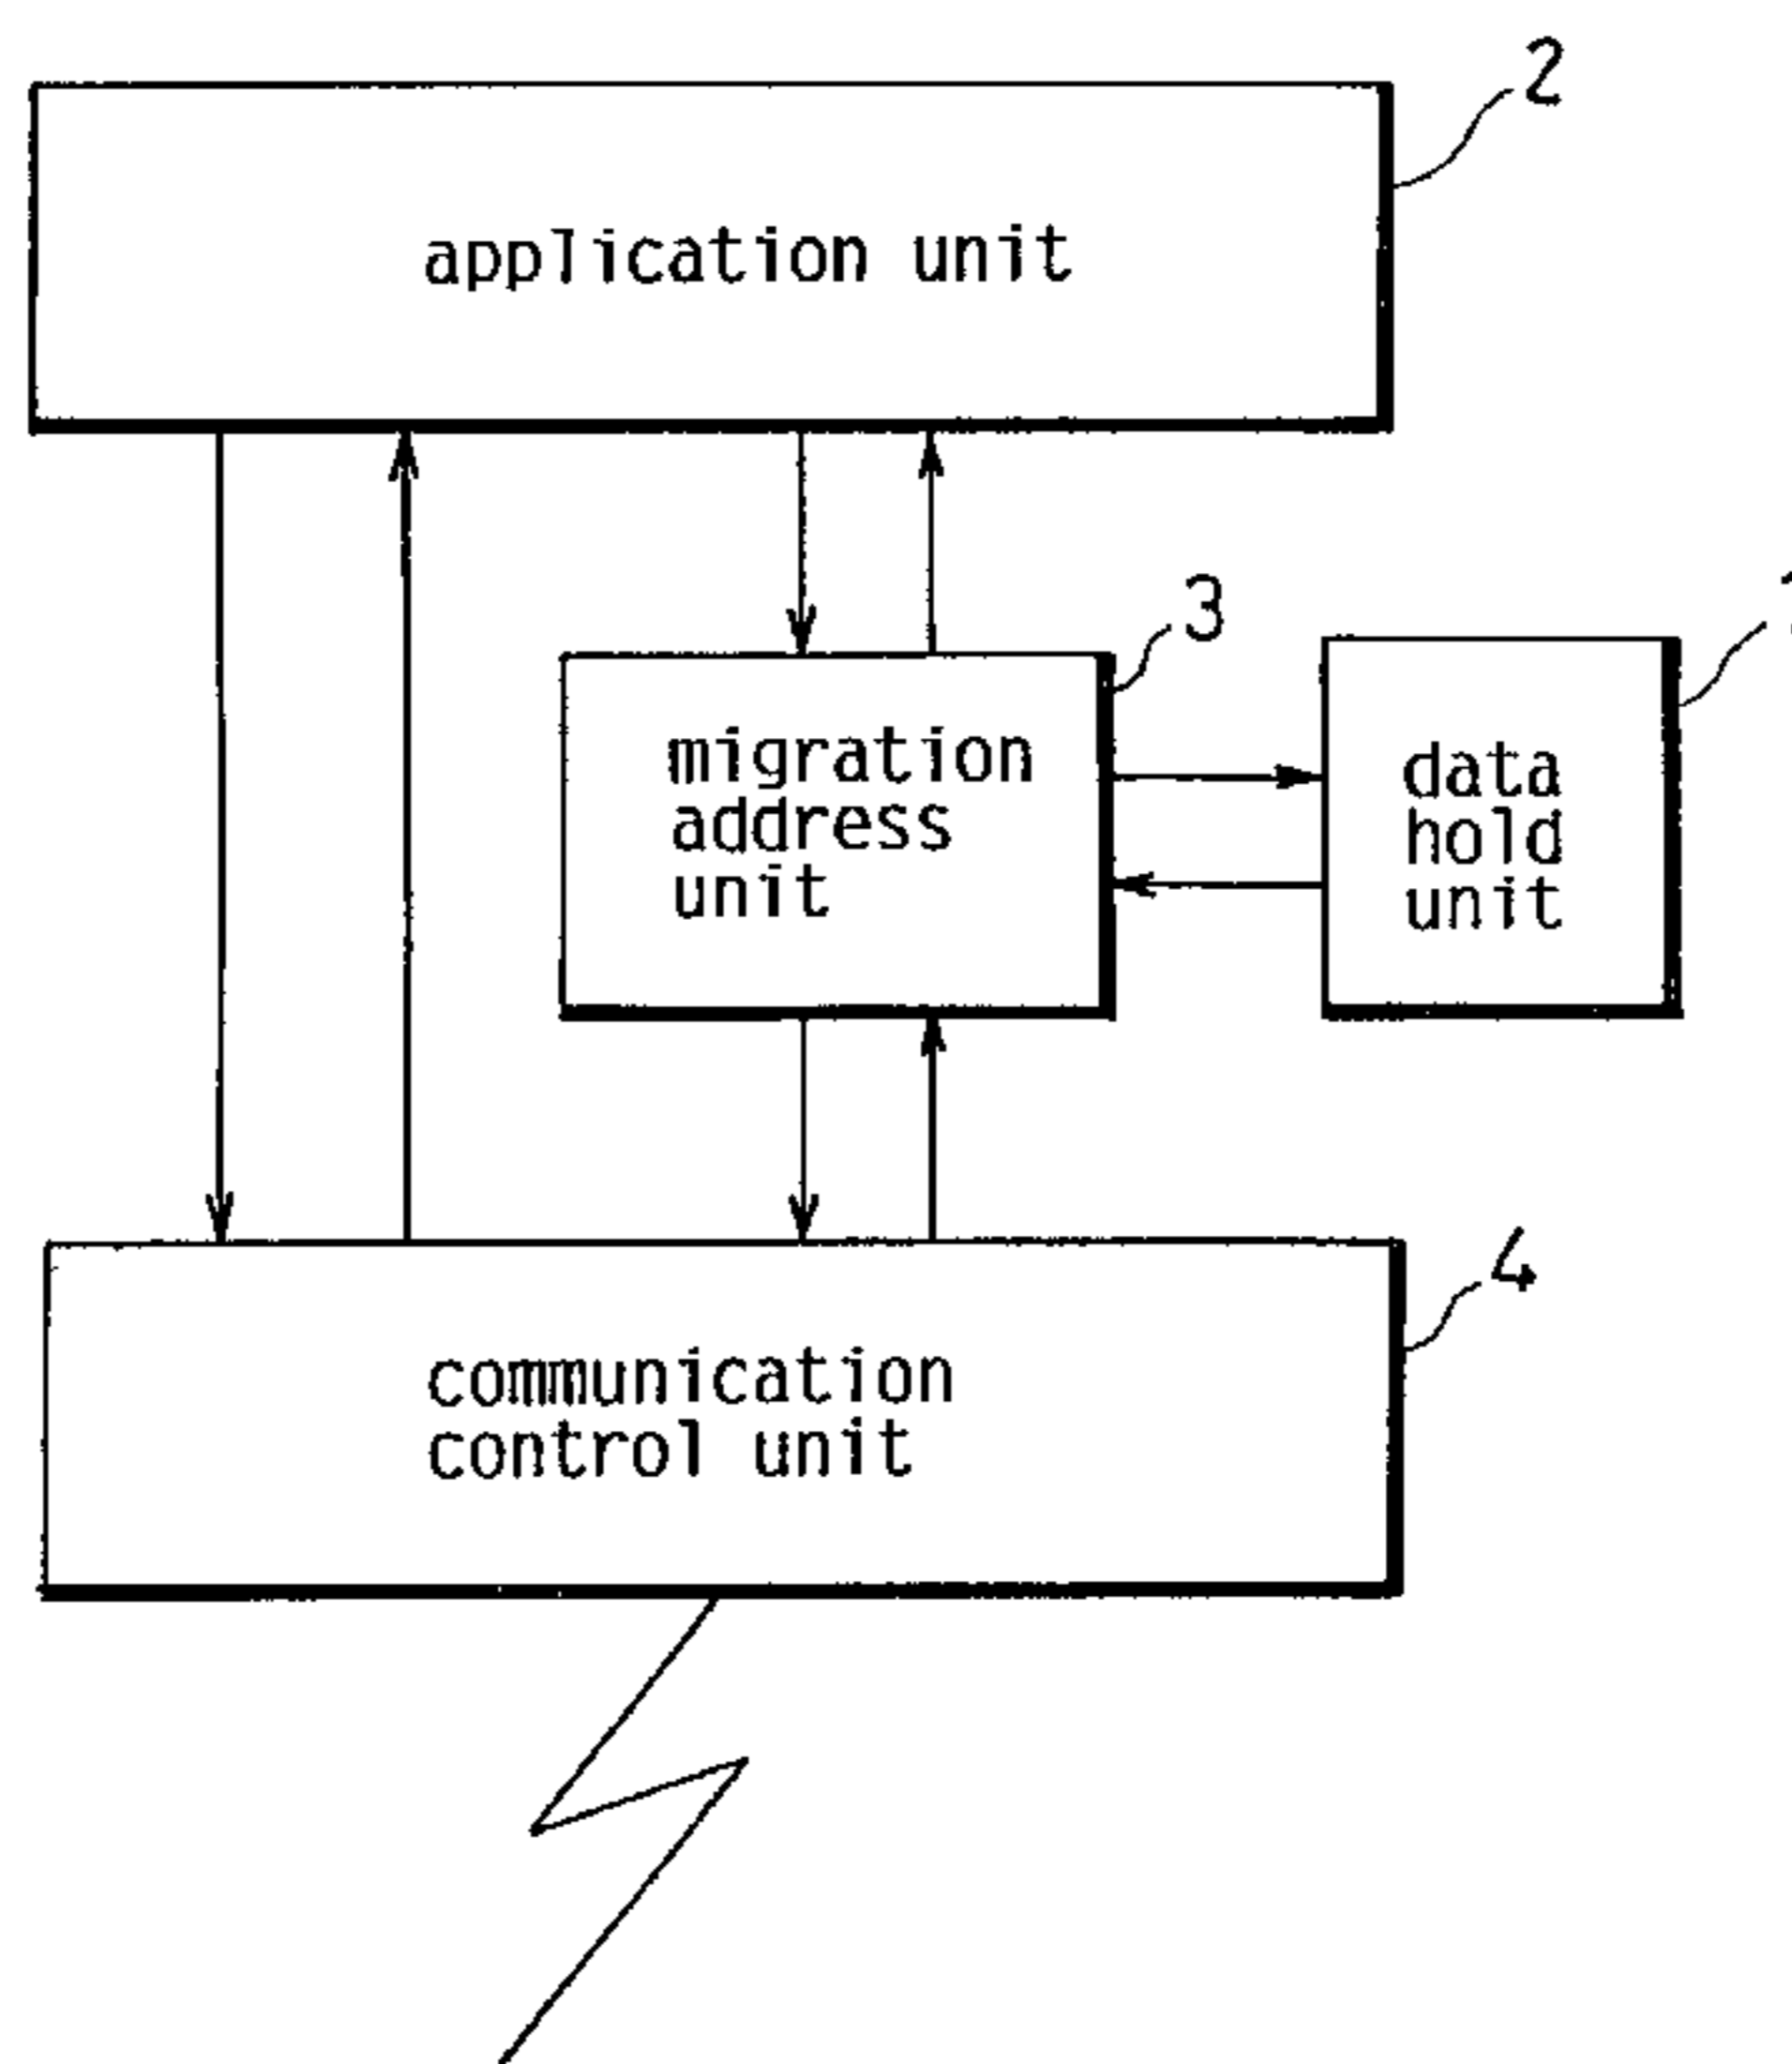 2
application unit
3
migration
address
unit
data
hold
unit
4
communication
control unit